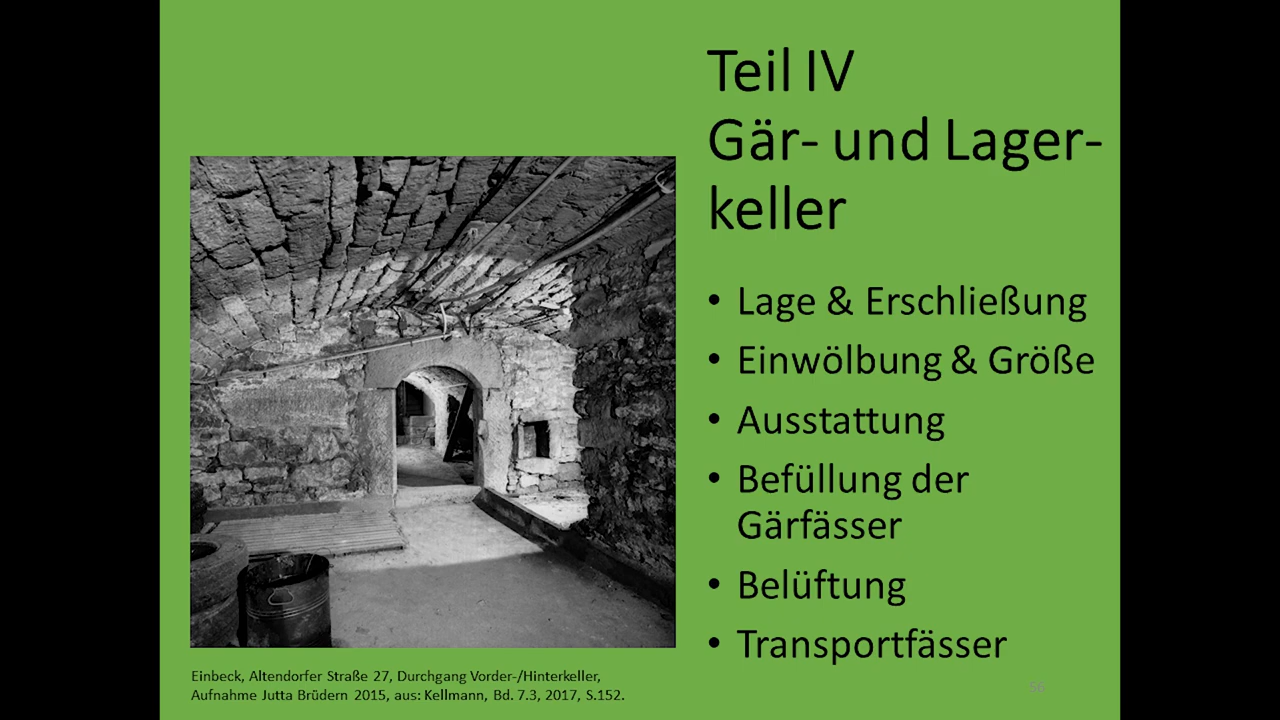 Teil IV
Gär- und Lager-
keller
• Lage & Erschließung
• Einwölbung & Größe
• Ausstattung
• Befüllung der
Gärfässer
• Belüftung
• Transportfässer
Einbeck, Altendorfer Straße 27, Durchgang Vorder-/Hinterkeller,
Aufnahme Jutta Brüdern 2015, aus: Kellmann, Bd. 7.3, 2017, S.152.
56